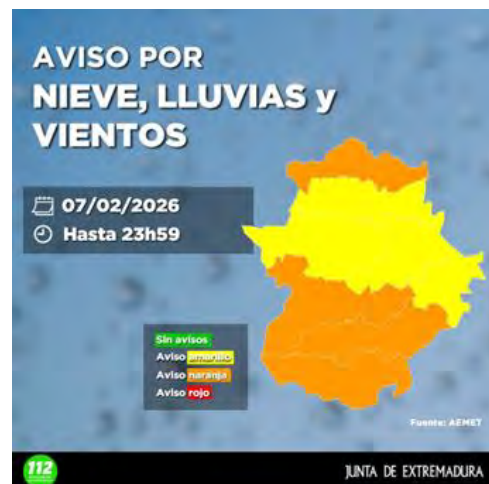 AVISO POR
NIEVE, LLUVIAS y
VIENTOS
07/02/2026
Hasta 23h59
Sin avisos
Aviso amarillo
Aviso naranja
Aviso rojo
Fuente: AEMET
112
JUNTA DE EXTREMADURA